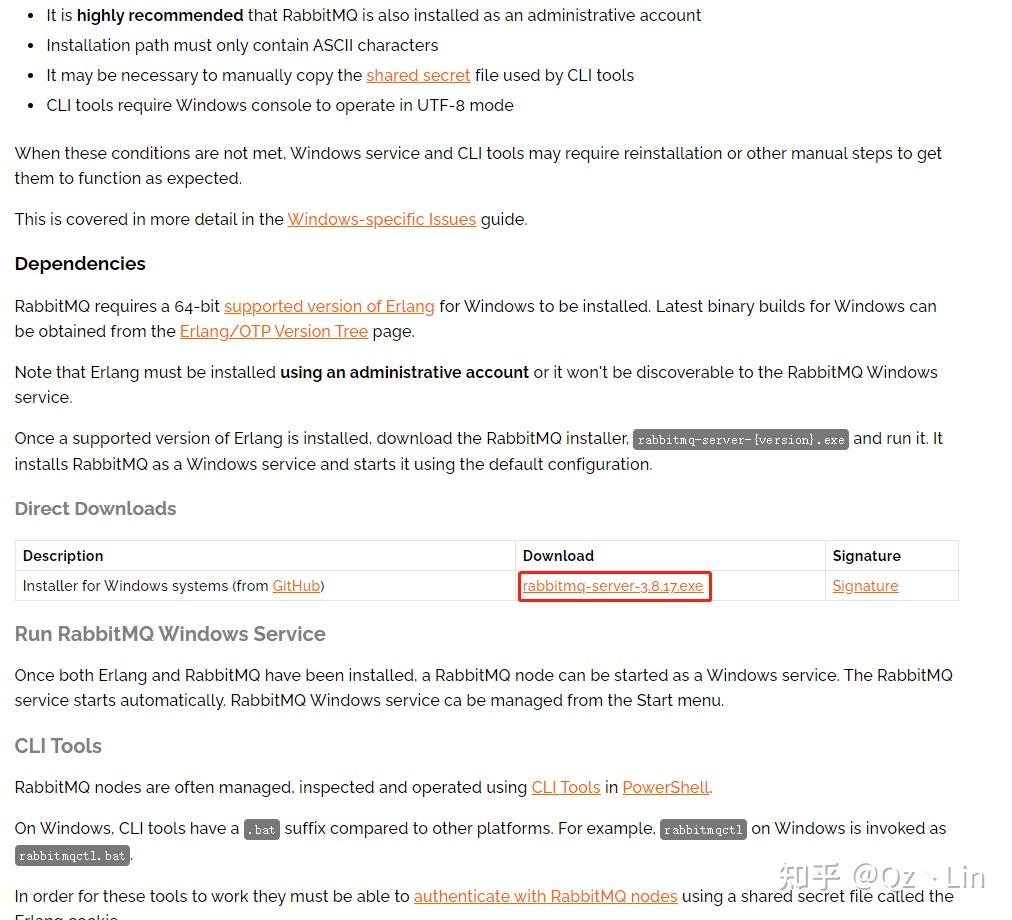 It is highly recommended that RabbitMQ is also installed as an administrative account
Installation path must only contain ASCII characters
It may be necessary to manually copy the shared secret file used by CLI tools
CLI tools require Windows console to operate in UTF-8 mode
When these conditions are not met, Windows service and CLI tools may require reinstallation or other manual steps to get
them to function as expected.
This is covered in more detail in the Windows-specific Issues guide.
Dependencies
RabbitMQ requires a 64-bit supported version of Erlang for Windows to be installed. Latest binary builds for Windows can
be obtained from the Erlang/OTP Version Tree page.
Note that Erlang must be installed using an administrative account or it won't be discoverable to the RabbitMQ Windows
service.
Once a supported version of Erlang is installed, download the RabbitMQ installer, rabbitmq-server-{version}.exe and run it. It
installs RabbitMQ as a Windows service and starts it using the default configuration.
Direct Downloads
Description Download Signature
Installer for Windows systems (from GitHub) rabbitmq-server-3.8.17.exe Signature
Run RabbitMQ Windows Service
Once both Erlang and RabbitMQ have been installed, a RabbitMQ node can be started as a Windows service. The RabbitMQ
service starts automatically. RabbitMQ Windows service ca be managed from the Start menu.
CLI Tools
RabbitMQ nodes are often managed, inspected and operated using CLI Tools in PowerShell.
On Windows, CLI tools have a .bat suffix compared to other platforms. For example, rabbitmqctl on Windows is invoked as
rabbitmqctl.bat.
In order for these tools to work they must be able to authenticate with RabbitMQ nodes using a shared secret file called the
Erlang cookie
知乎 @Oz丶Lin